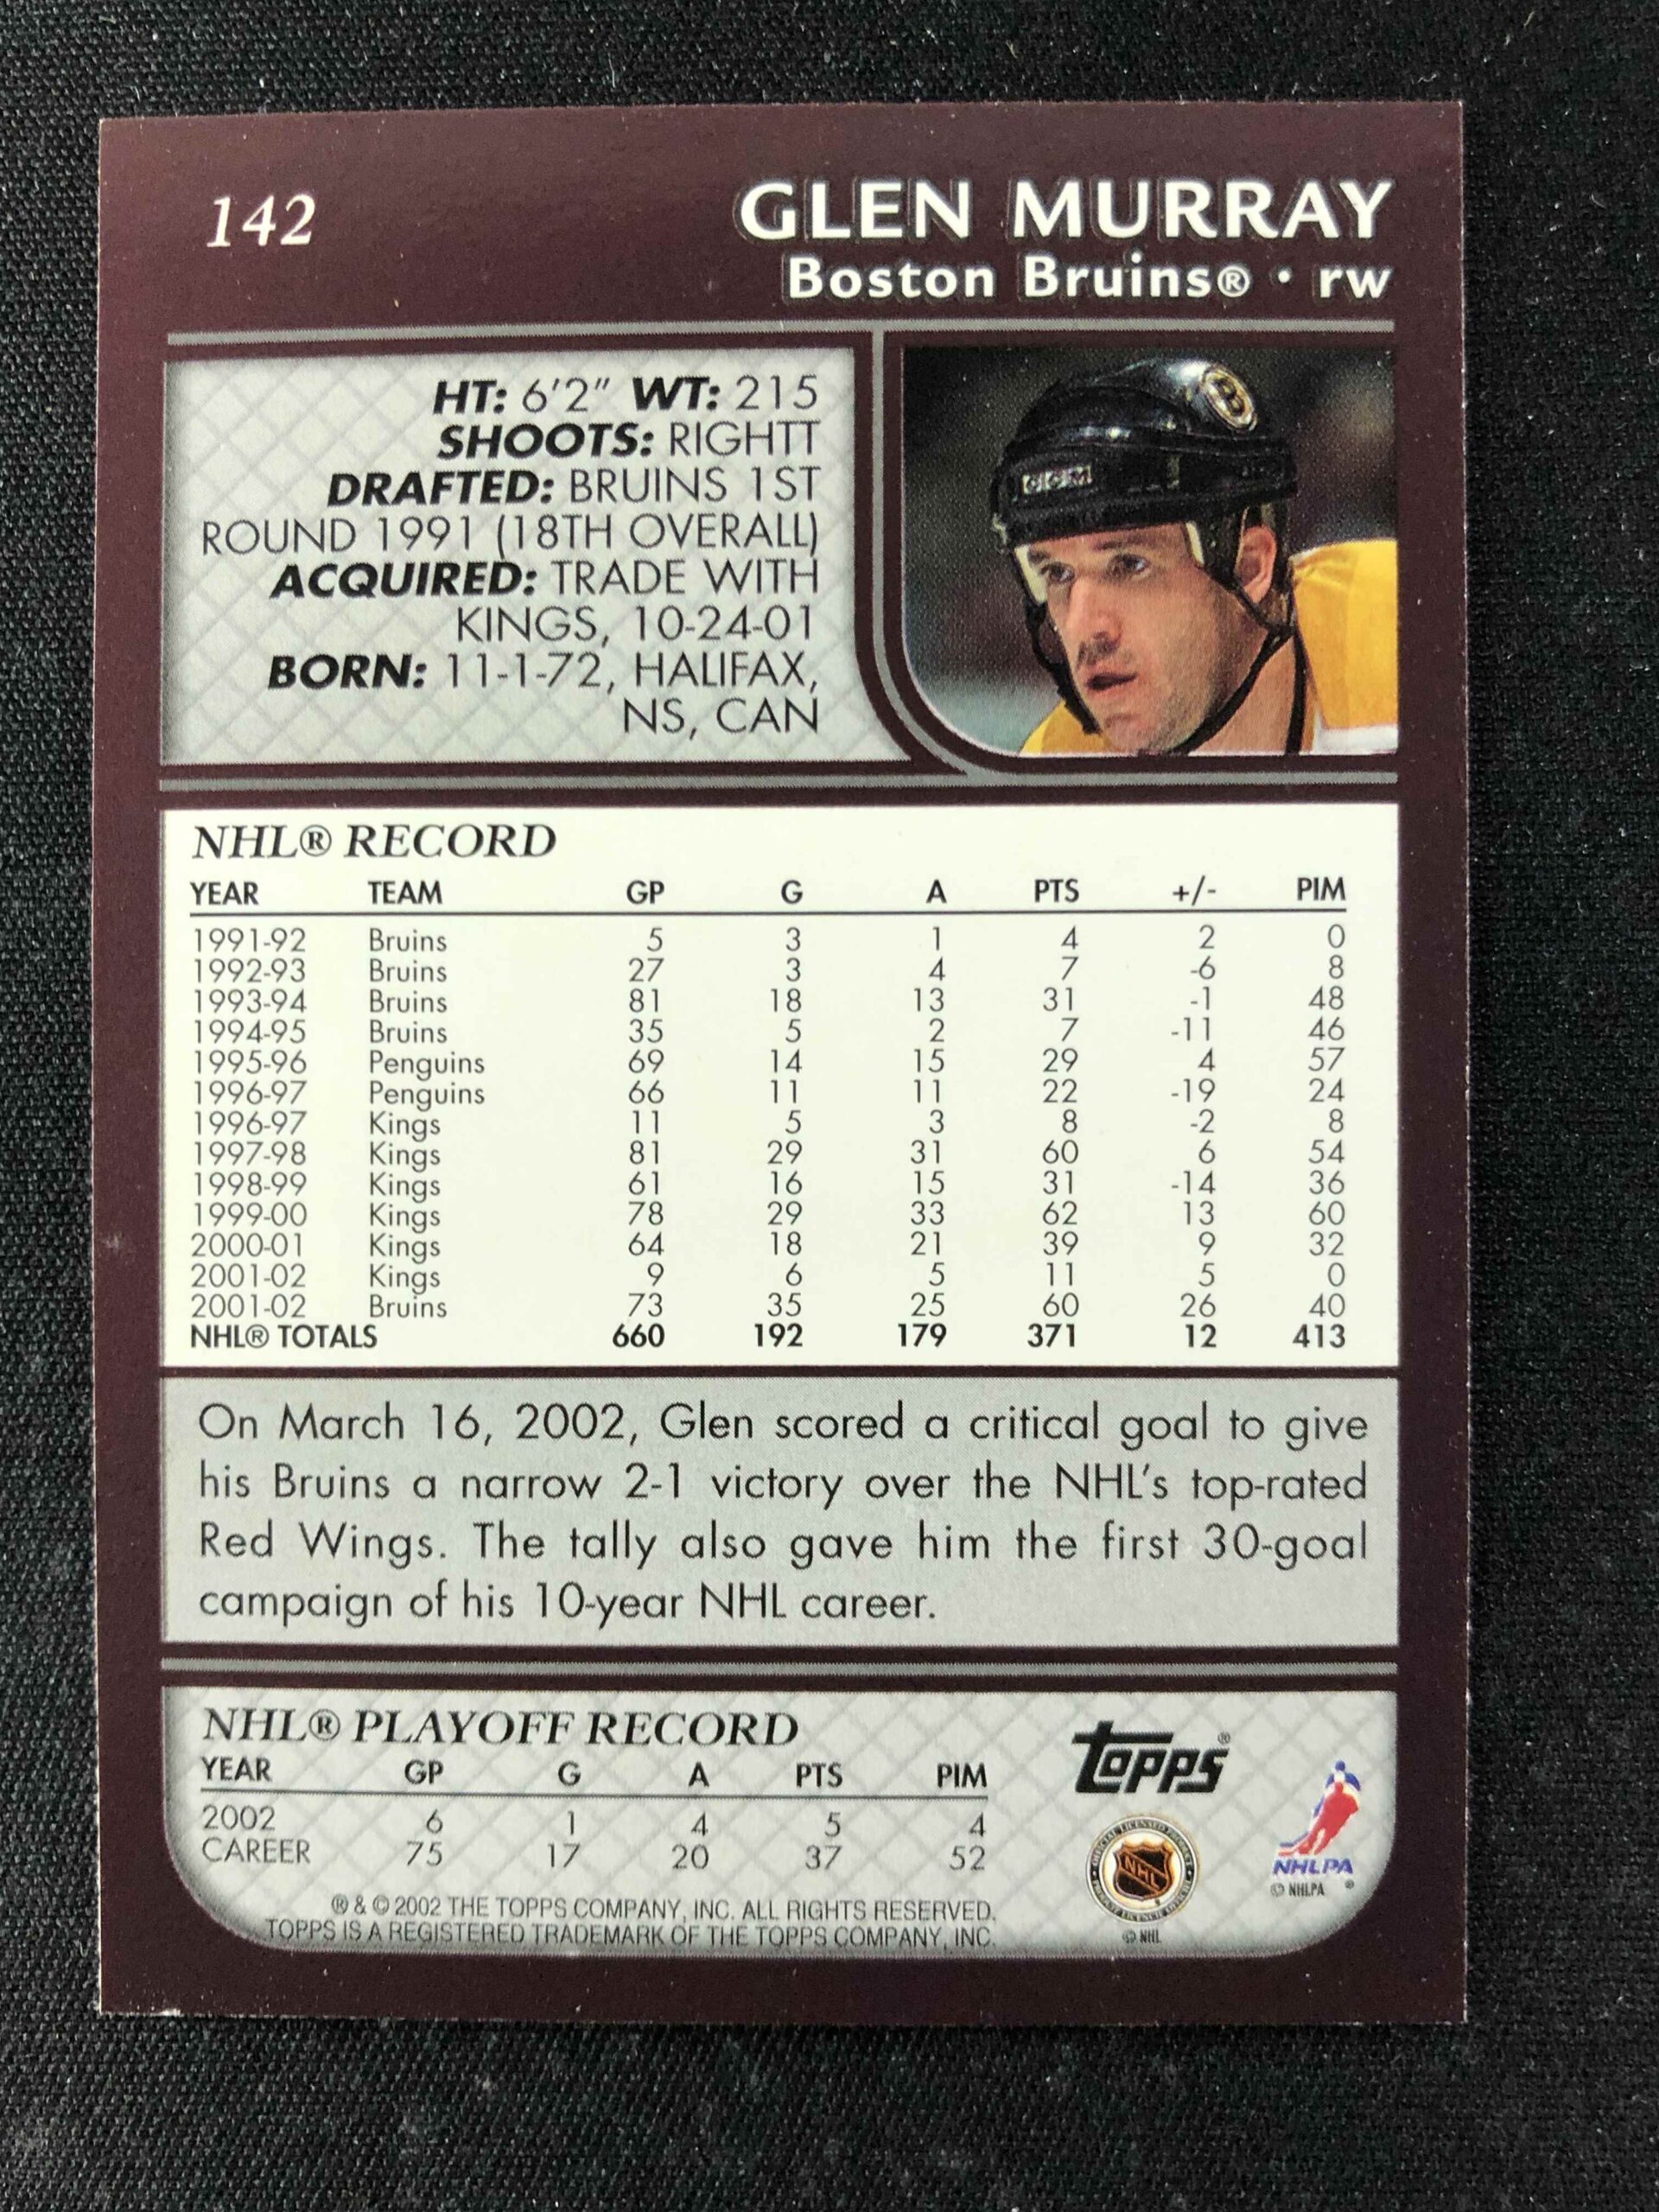 142
GLEN MURRAY
Boston Bruins® • rw
HT: 6'2" WT: 215
SHOOTS: RIGHTT
DRAFTED: BRUINS 1ST
ROUND 1991 (18TH OVERALL)
ACQUIRED: TRADE WITH
KINGS, 10-24-01
BORN: 11-1-72, HALIFAX,
NS, CAN
B
CCM
NHL® RECORD
YEAR TEAM GP G A PTS +/- PIM
1991-92 Bruins 5 3 1 4 2 0
1992-93 Bruins 27 3 4 7 -6 8
1993-94 Bruins 81 18 13 31 -1 48
1994-95 Bruins 35 5 2 7 -11 46
1995-96 Penguins 69 14 15 29 4 57
1996-97 Penguins 66 11 11 22 -19 24
1996-97 Kings 11 5 3 8 -2 8
1997-98 Kings 81 29 31 60 6 54
1998-99 Kings 61 16 15 31 -14 36
1999-00 Kings 78 29 33 62 13 60
2000-01 Kings 64 18 21 39 9 32
2001-02 Kings 9 6 5 11 5 0
2001-02 Bruins 73 35 25 60 26 40
NHL® TOTALS 660 192 179 371 12 413
On March 16, 2002, Glen scored a critical goal to give
his Bruins a narrow 2-1 victory over the NHL's top-rated
Red Wings. The tally also gave him the first 30-goal
campaign of his 10-year NHL career.
NHL® PLAYOFF RECORD
YEAR GP G A PTS PIM
2002 6 1 4 5 4
CAREER 75 17 20 37 52
® & © 2002 THE TOPPS COMPANY, INC. ALL RIGHTS RESERVED.
TOPPS IS A REGISTERED TRADEMARK OF THE TOPPS COMPANY, INC.
topps®
NHL
© NHL
NHLPA
© NHLPA ®